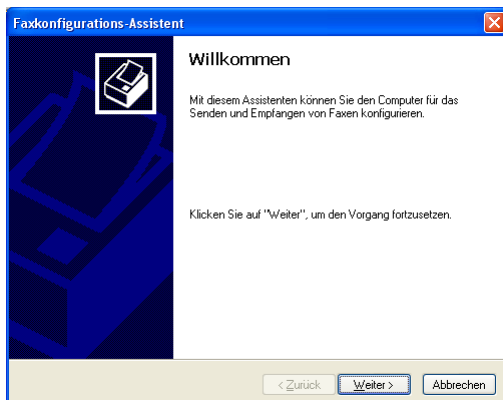 Faxkonfigurations-Assistent
Willkommen
Mit diesem Assistenten können Sie den Computer für das
Senden und Empfangen von Faxen konfigurieren.
Klicken Sie auf "Weiter", um den Vorgang fortzusetzen.
< Zurück Weiter > Abbrechen